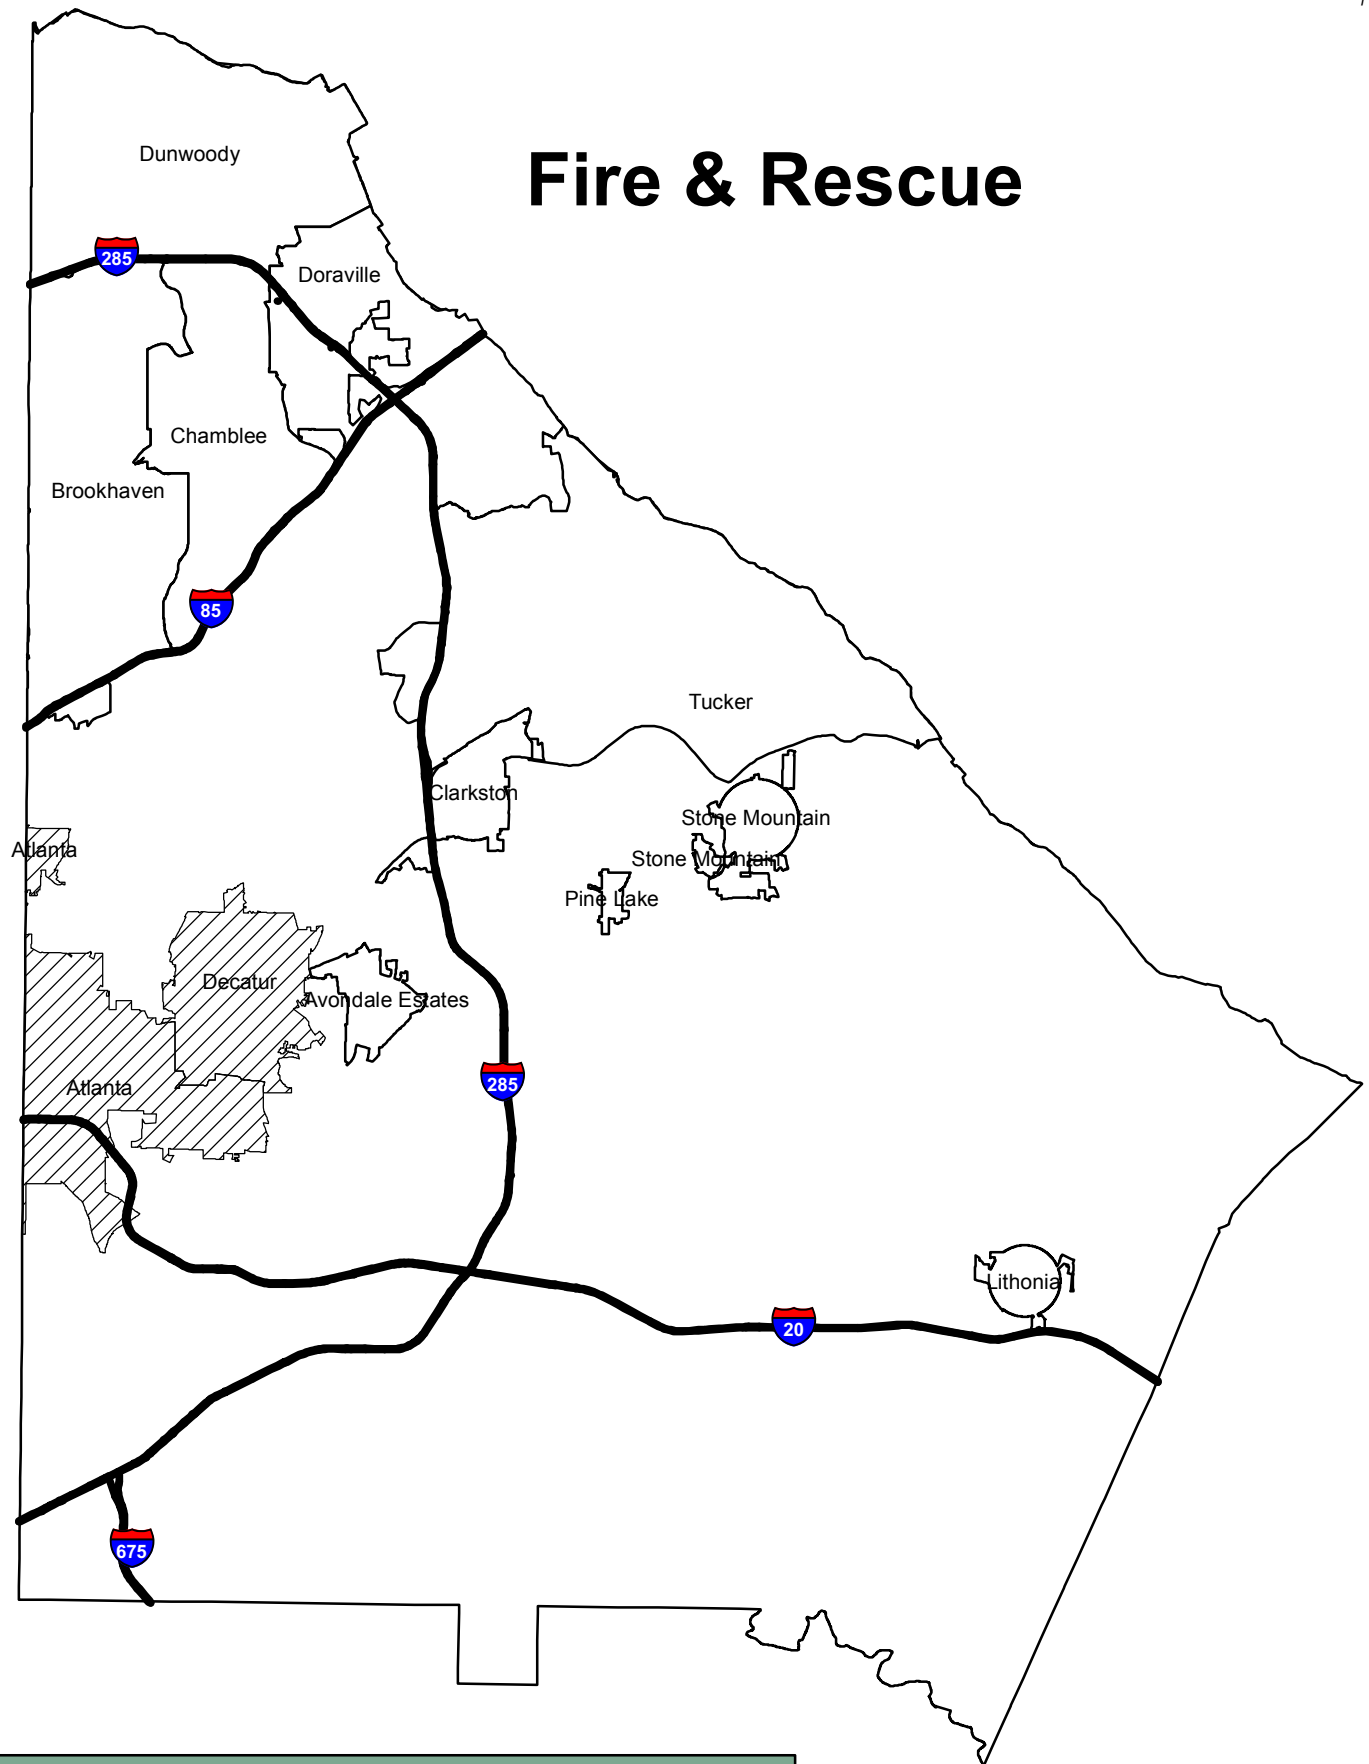 Dunwoody
Fire & Rescue
285
Doraville
Chamblee
Brookhaven
85
Tucker
Clarkston
Stone Mountain
Atlanta
Stone Mountain
Pine Lake
Decatur
Avondale Estates
285
Atlanta
Lithonia
20
675